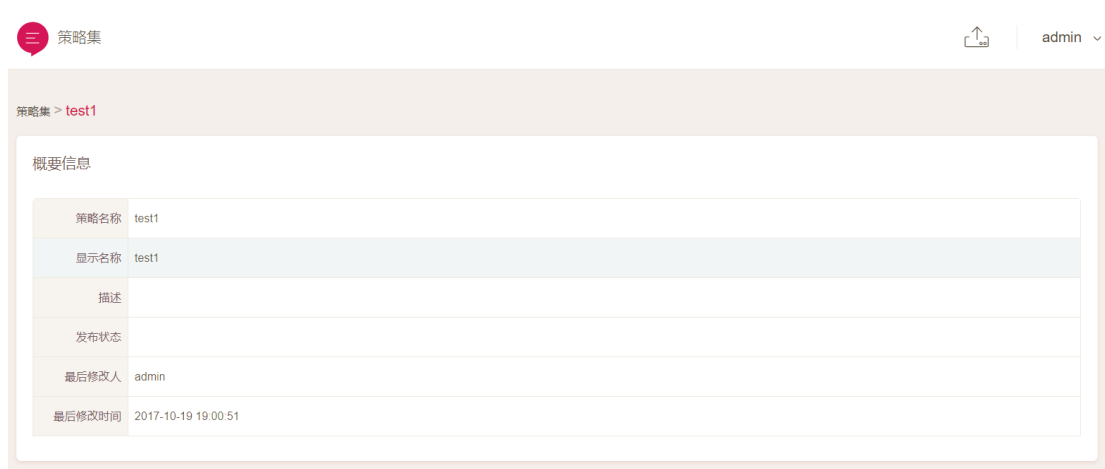 策略集
admin
策略集 > test1
概要信息
策略名称 test1
显示名称 test1
描述
发布状态
最后修改人 admin
最后修改时间 2017-10-19 19:00:51